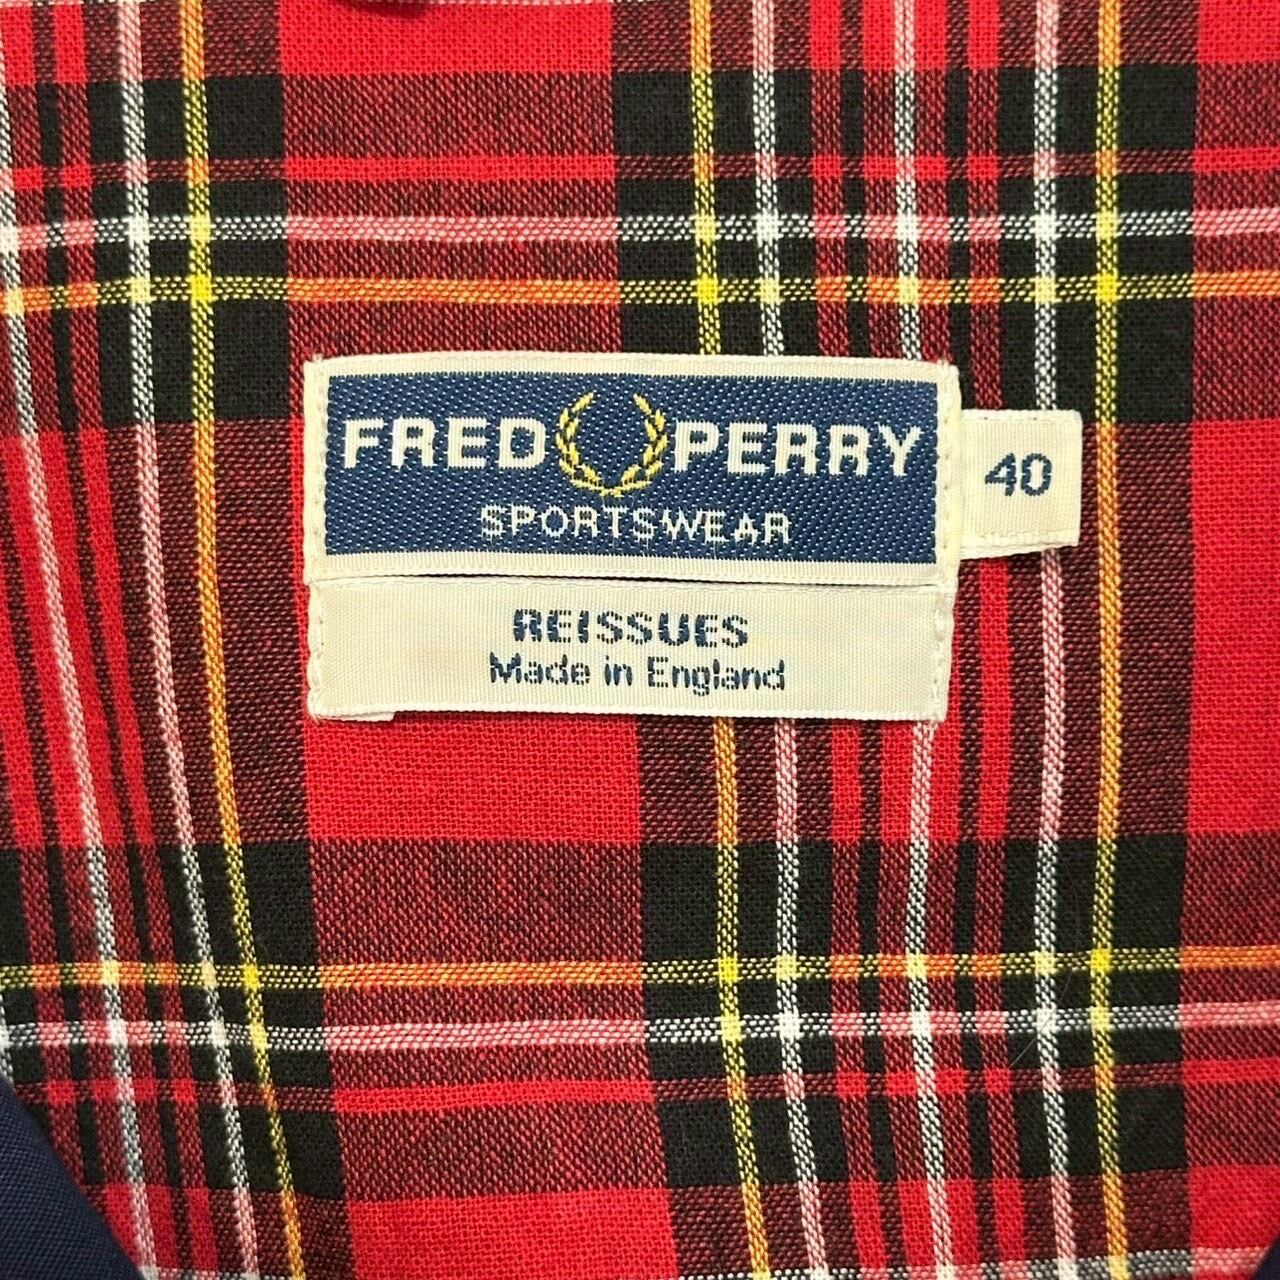 FRED PERRY
SPORTSWEAR
40
REISSUES
Made in England